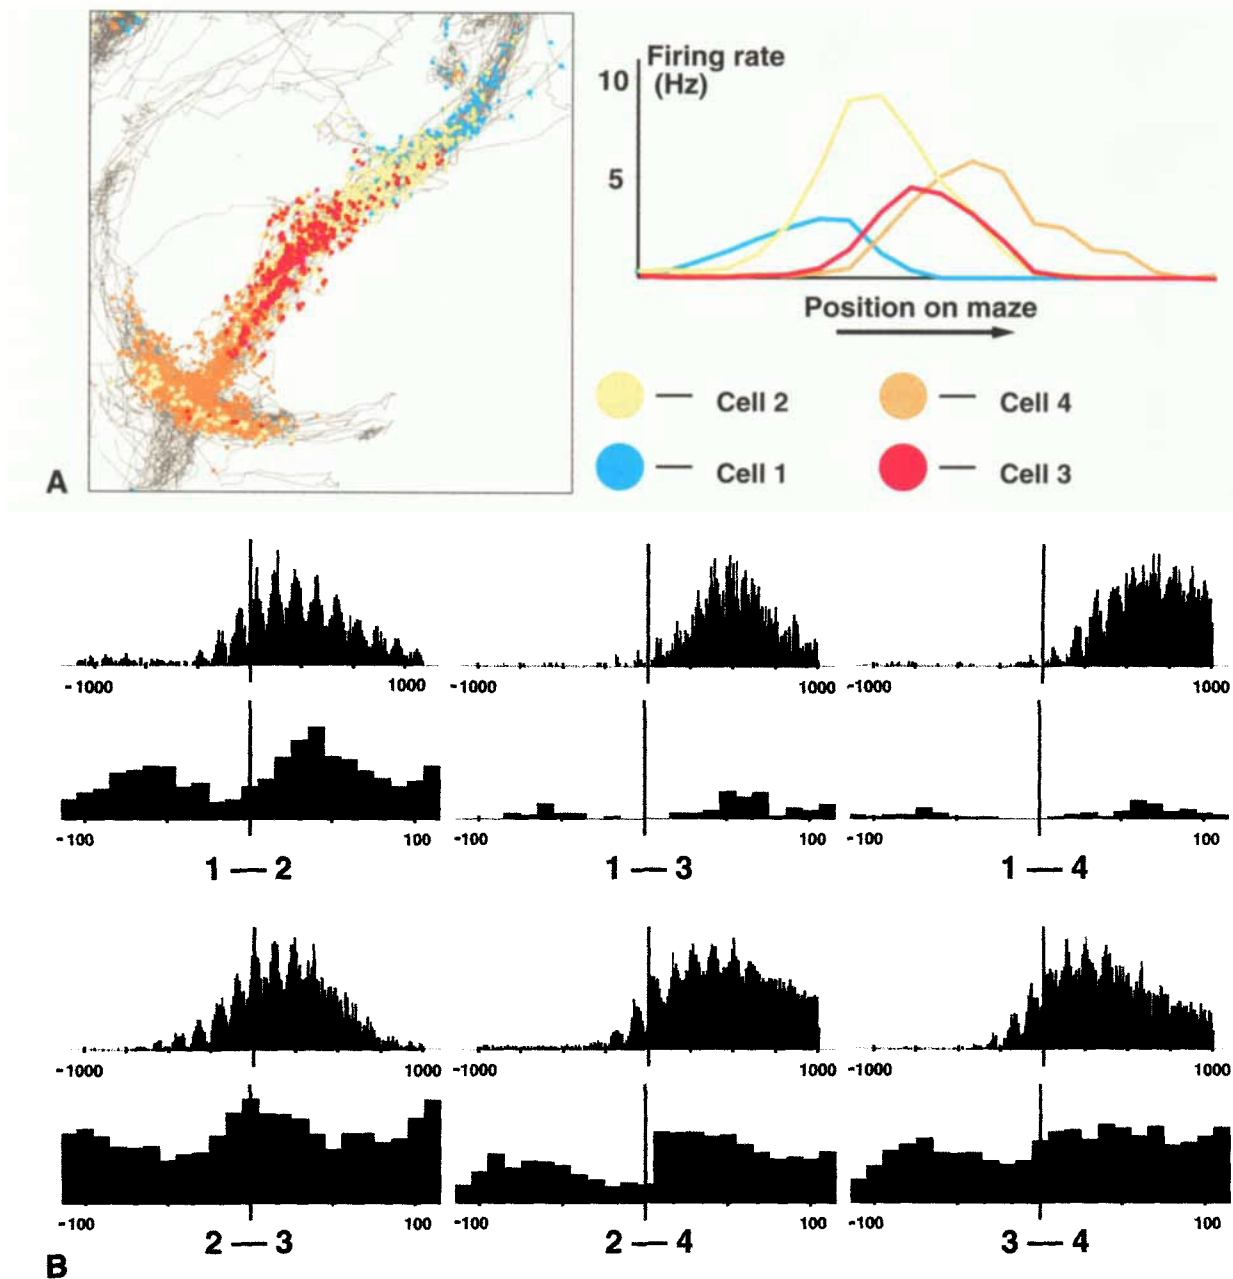 Firing rate
(Hz)
10
5
Position on maze
Cell 2
Cell 4
Cell 1
Cell 3
A
-1000 1000 -1000 1000 -1000 1000
-100 100 -100 100 -100 100
1 — 2 1 — 3 1 — 4
-1000 1000 -1000 1000 -1000 1000
-100 100 -100 100 -100 100
2 — 3 2 — 4 3 — 4
B